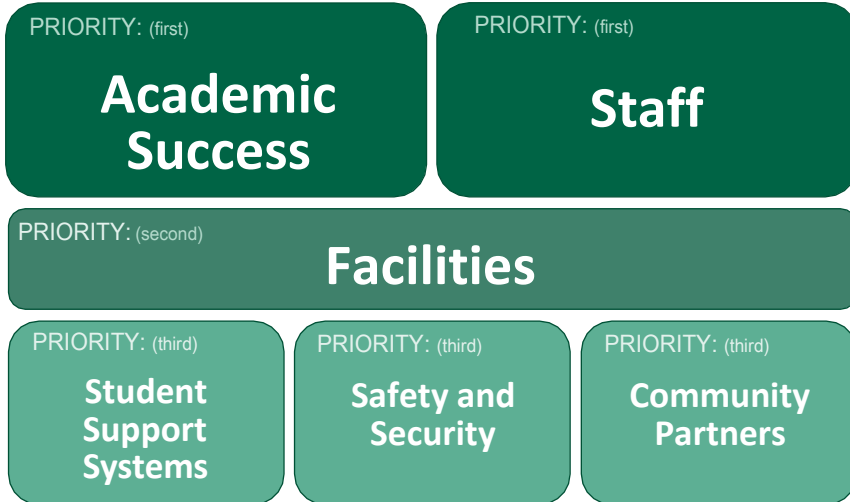 PRIORITY: (first)
Academic
Success
PRIORITY: (first)
Staff
PRIORITY: (second)
Facilities
PRIORITY: (third)
Student
Support
Systems
PRIORITY: (third)
Safety and
Security
PRIORITY: (third)
Community
Partners